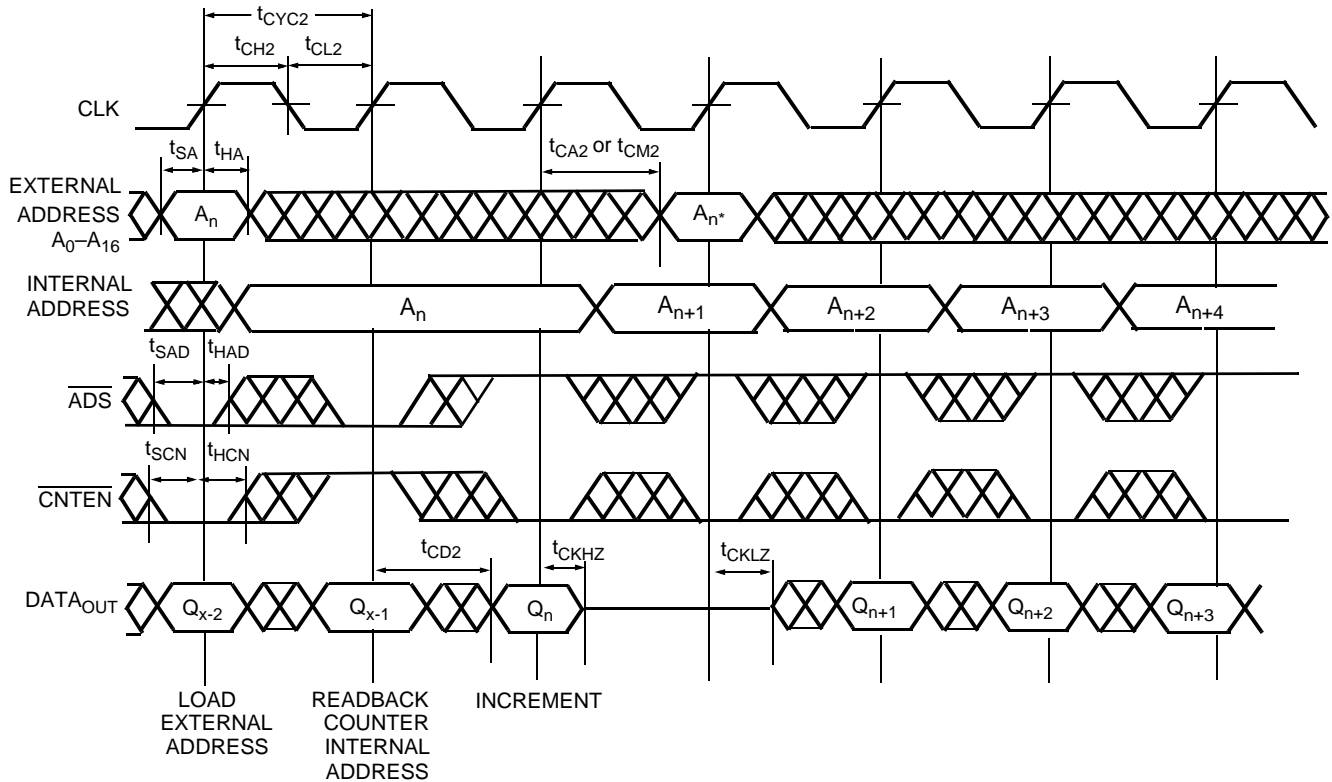 tCYC2
tCH2 tCL2
CLK
tSA tHA tCA2 or tCM2
EXTERNAL
ADDRESS
A0–A16
An An*
INTERNAL
ADDRESS
An An+1 An+2 An+3 An+4
tSAD tHAD
ADS
tSCN tHCN
CNTEN
tCD2 tCKHZ tCKLZ
DATAOUT
Qx-2 Qx-1 Qn Qn+1 Qn+2 Qn+3
LOAD
EXTERNAL
ADDRESS
READBACK
COUNTER
INTERNAL
ADDRESS
INCREMENT